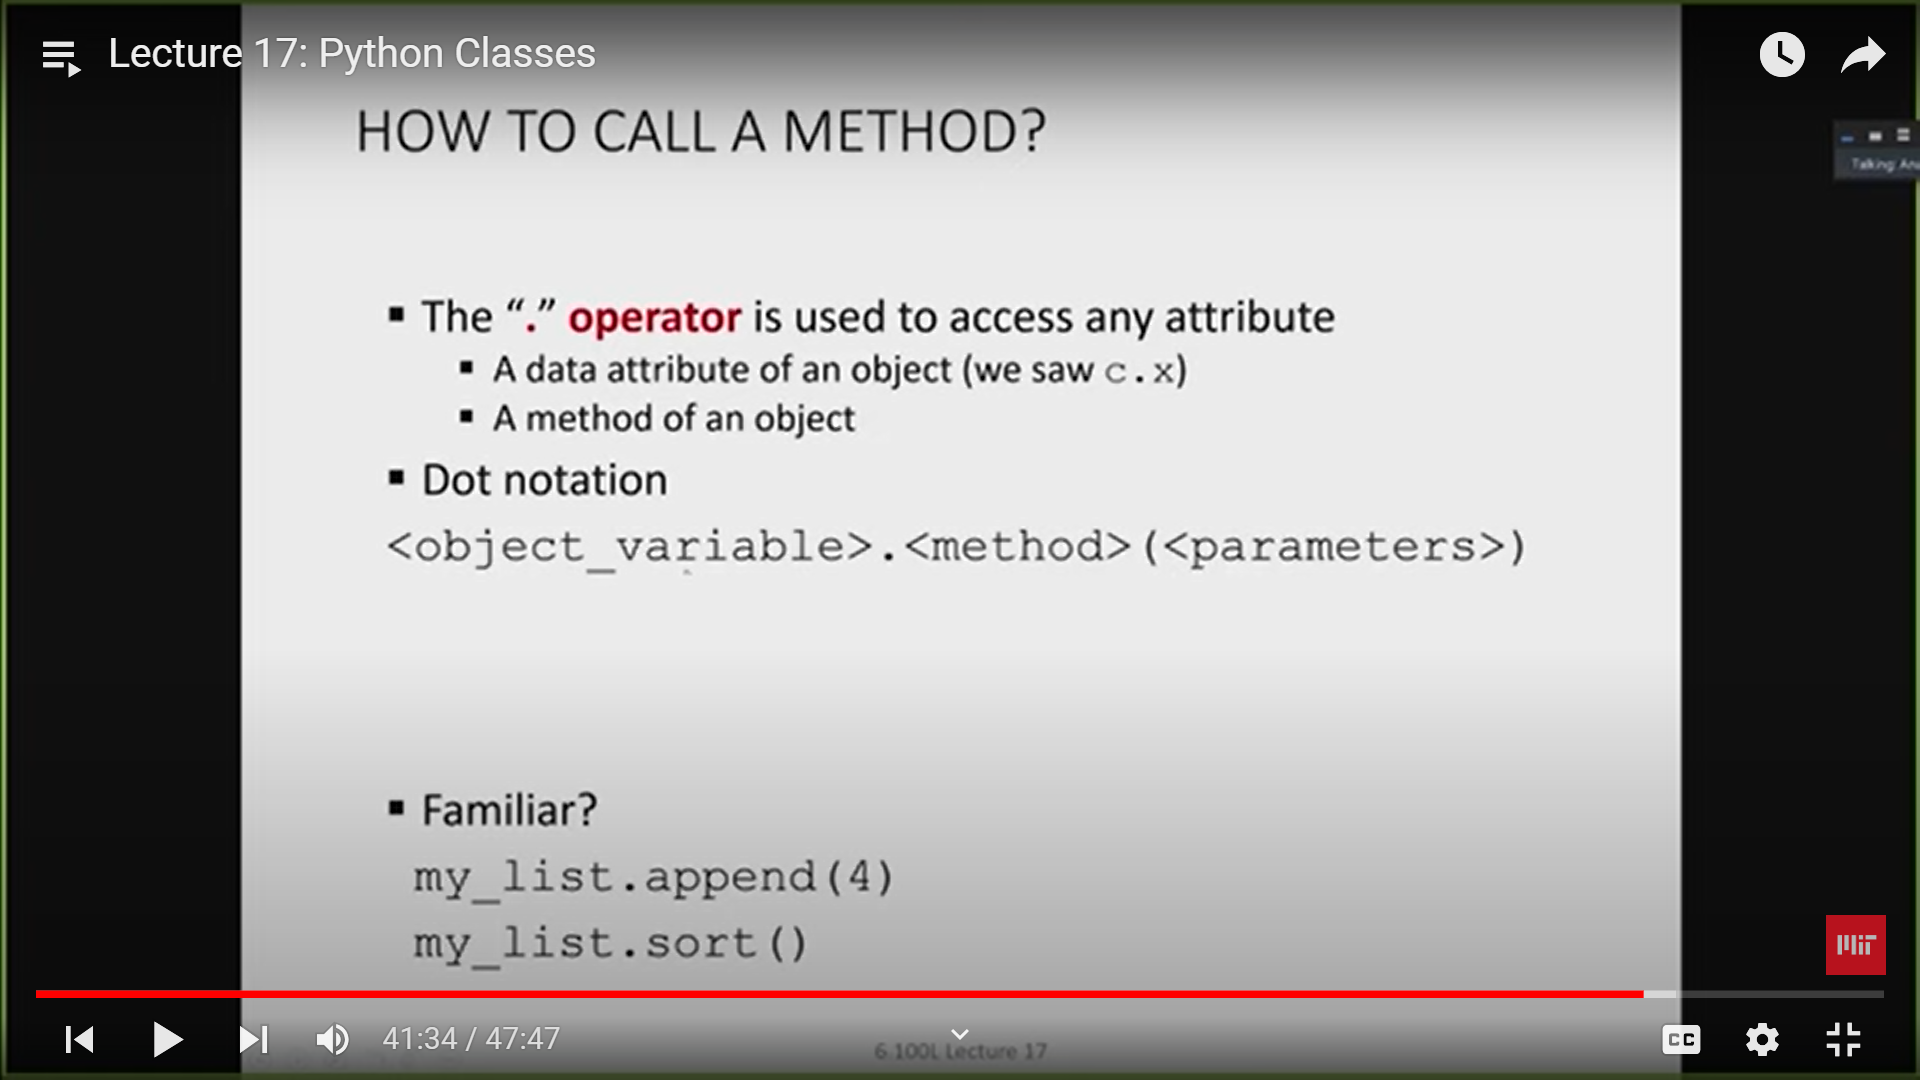 Lecture 17: Python Classes
HOW TO CALL A METHOD?
Talking:
▪ The “.” operator is used to access any attribute
▪ A data attribute of an object (we saw c.x)
▪ A method of an object
▪ Dot notation
<object_variable>.<method>(<parameters>)
▪ Familiar?
my_list.append(4)
my_list.sort()
MIT
41:34 / 47:47
CC
6.100L Lecture 17